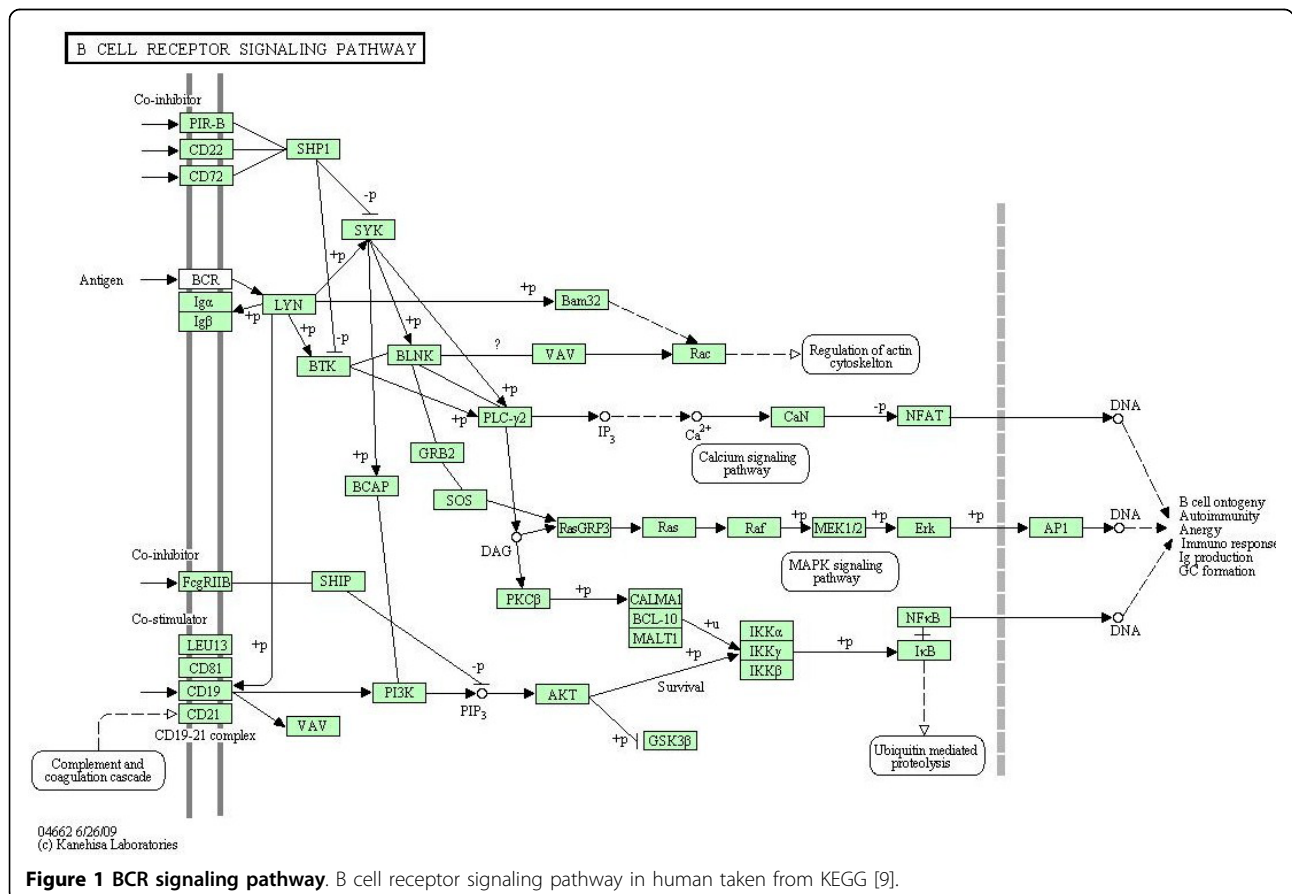 B CELL RECEPTOR SIGNALING PATHWAY
Co-inhibitor
PIR-B
CD22
CD72
SHP1
-p
SYK
+p
Antigen
BCR
Igα
Igβ
+p
LYN
+p
Bam32
+p
-p
+p
BTK
BLNK
?
VAV
Rac
Regulation of actin
cytoskelton
+p
+p
PLC-γ2
IP3
Ca2+
CaN
-p
NFAT
DNA
Calcium signaling
pathway
GRB2
+p
BCAP
SOS
DAG
RasGRP3
Ras
Raf
+p
MEK1/2
+p
Erk
+p
AP1
DNA
MAPK signaling
pathway
B cell ontogeny
Autoimmunity
Anergy
Immuno response
Ig production
GC formation
Co-inhibitor
FcgRIIB
SHIP
PKCβ
+p
CALMA1
BCL-10
MALT1
+u
IKKα
IKKγ
IKKβ
+p
NFκB
IκB
DNA
Co-stimulator
LEU13
CD81
CD19
CD21
CD19-21 complex
+p
VAV
PI3K
-p
PIP3
AKT
+p
Survival
+p
GSK3β
Ubiquitin mediated
proteolysis
Complement and
coagulation cascade
04662 6/26/09
(c) Kanehisa Laboratories
Figure 1 BCR signaling pathway. B cell receptor signaling pathway in human taken from KEGG [9].